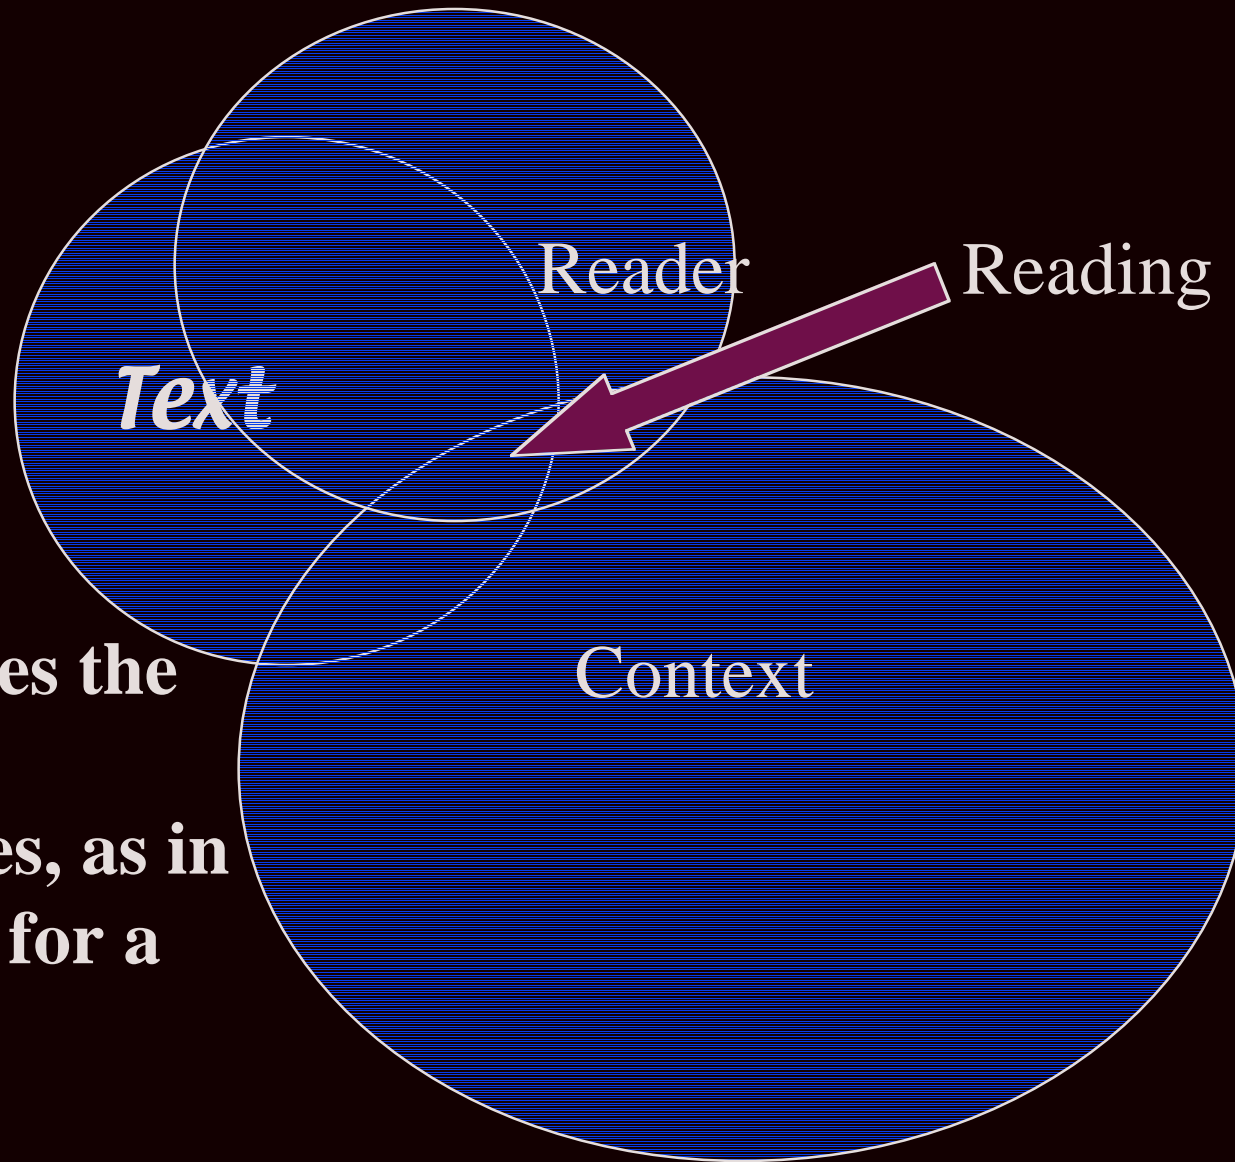 Reader
Reading
Text
es the
Context
es, as in
for a